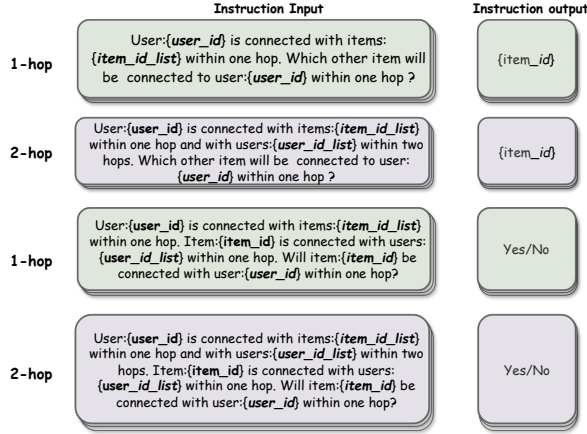 Instruction Input
Instruction output
1-hop
User:{user_id} is connected with items:
{item_id_list} within one hop. Which other item will
be connected to user:{user_id} within one hop ?
{item_id}
2-hop
User:{user_id} is connected with items:{item_id_list}
within one hop and with users:{user_id_list} within two
hops. Which other item will be connected to user:
{user_id} within one hop ?
{item_id}
1-hop
User:{user_id} is connected with items:{item_id_list}
within one hop. Item:{item_id} is connected with users:
{user_id_list} within one hop. Will item:{item_id} be
connected with user:{user_id} within one hop?
Yes/No
2-hop
User:{user_id} is connected with items:{item_id_list}
within one hop and with users:{user_id_list} within two
hops. Item:{item_id} is connected with users:
{user_id_list} within one hop. Will item:{item_id} be
connected with user:{user_id} within one hop?
Yes/No